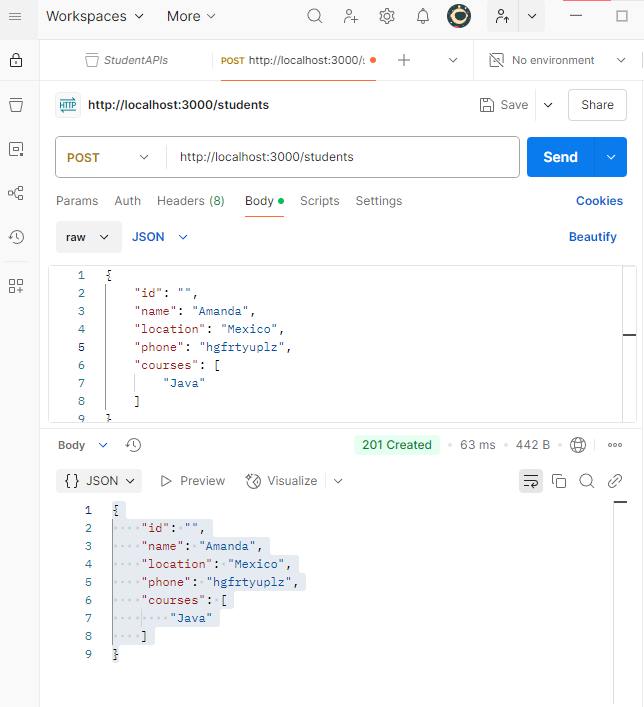 Workspaces More
StudentAPIs POST http://localhost:3000/s No environment
HTTP http://localhost:3000/students Save Share
POST http://localhost:3000/students Send
Params Auth Headers (8) Body Scripts Settings Cookies
raw JSON Beautify
1 {
2 "id": "",
3 "name": "Amanda",
4 "location": "Mexico",
5 "phone": "hgfrtyuplz",
6 "courses": [
7 "Java"
8 ]
9 }
Body 201 Created 63 ms 442 B
{} JSON Preview Visualize
1 {
2 "id": "",
3 "name": "Amanda",
4 "location": "Mexico",
5 "phone": "hgfrtyuplz",
6 "courses": [
7 "Java"
8 ]
9 }